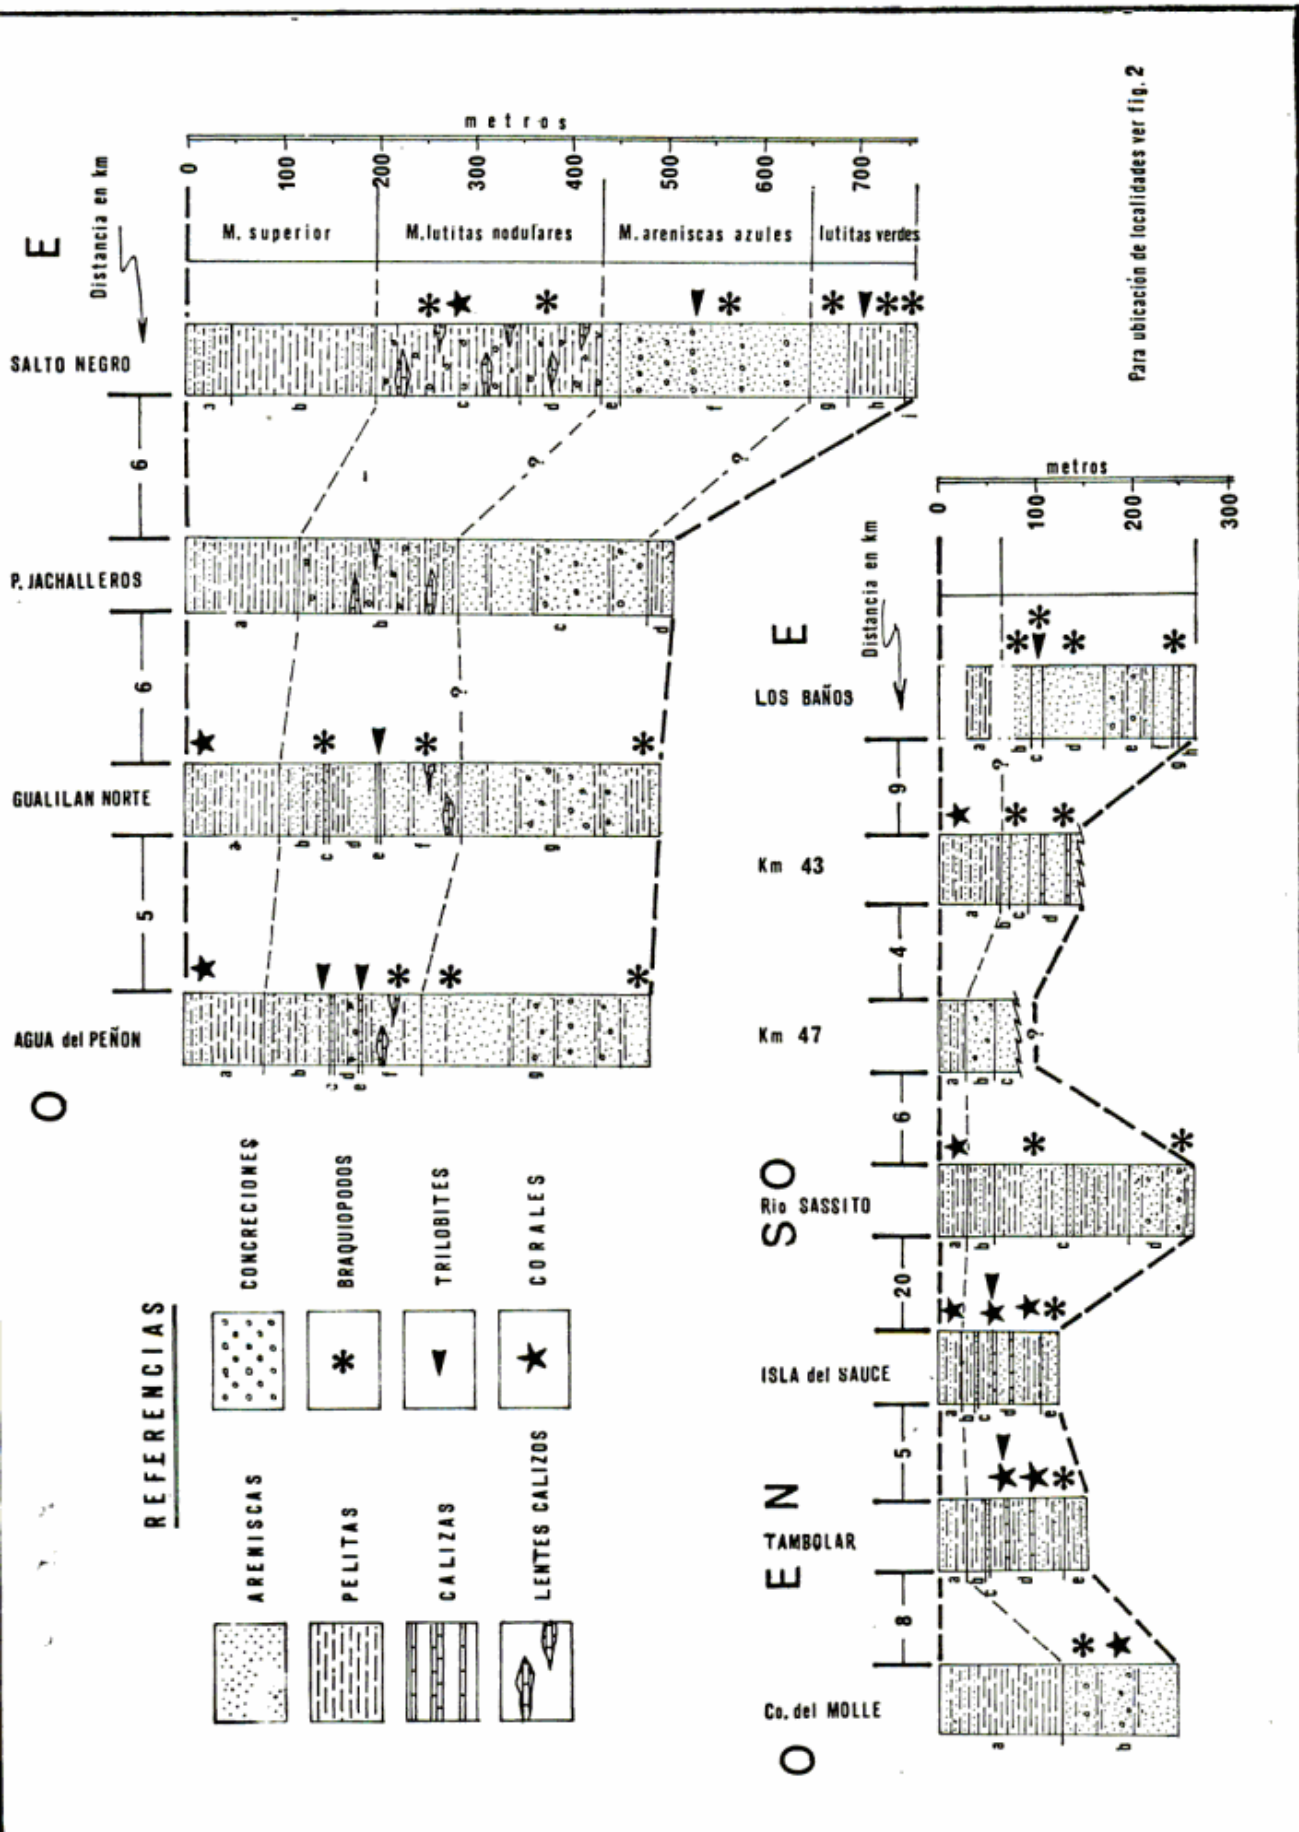 O
E
AGUA del PEÑON
GUALILAN NORTE
P. JACHALLEROS
SALTO NEGRO
Distancia en km
5
6
6
a
b
c
d
e
f
g
a
b
c
d
e
f
g
a
b
c
d
a
b
c
d
e
f
g
h
i
?
?
?
M. superior
M. lutitas nodulares
M. areniscas azules
lutitas verdes
metros
0
100
200
300
400
500
600
700
REFERENCIAS
ARENISCAS
CONCRECIONES
PELITAS
BRAQUIOPODOS
CALIZAS
TRILOBITES
LENTES CALIZOS
CORALES
O
E
N
S
O
E
Co. del MOLLE
TAMBOLAR
ISLA del SAUCE
Rio SASSITO
Km 47
Km 43
LOS BAÑOS
Distancia en km
8
5
20
6
4
9
a
b
a
b
c
d
e
a
b
c
d
e
a
b
c
d
a
b
c
a
b
c
d
a
b
c
d
e
f
g
h
?
?
metros
0
100
200
300
Para ubicación de localidades ver fig. 2